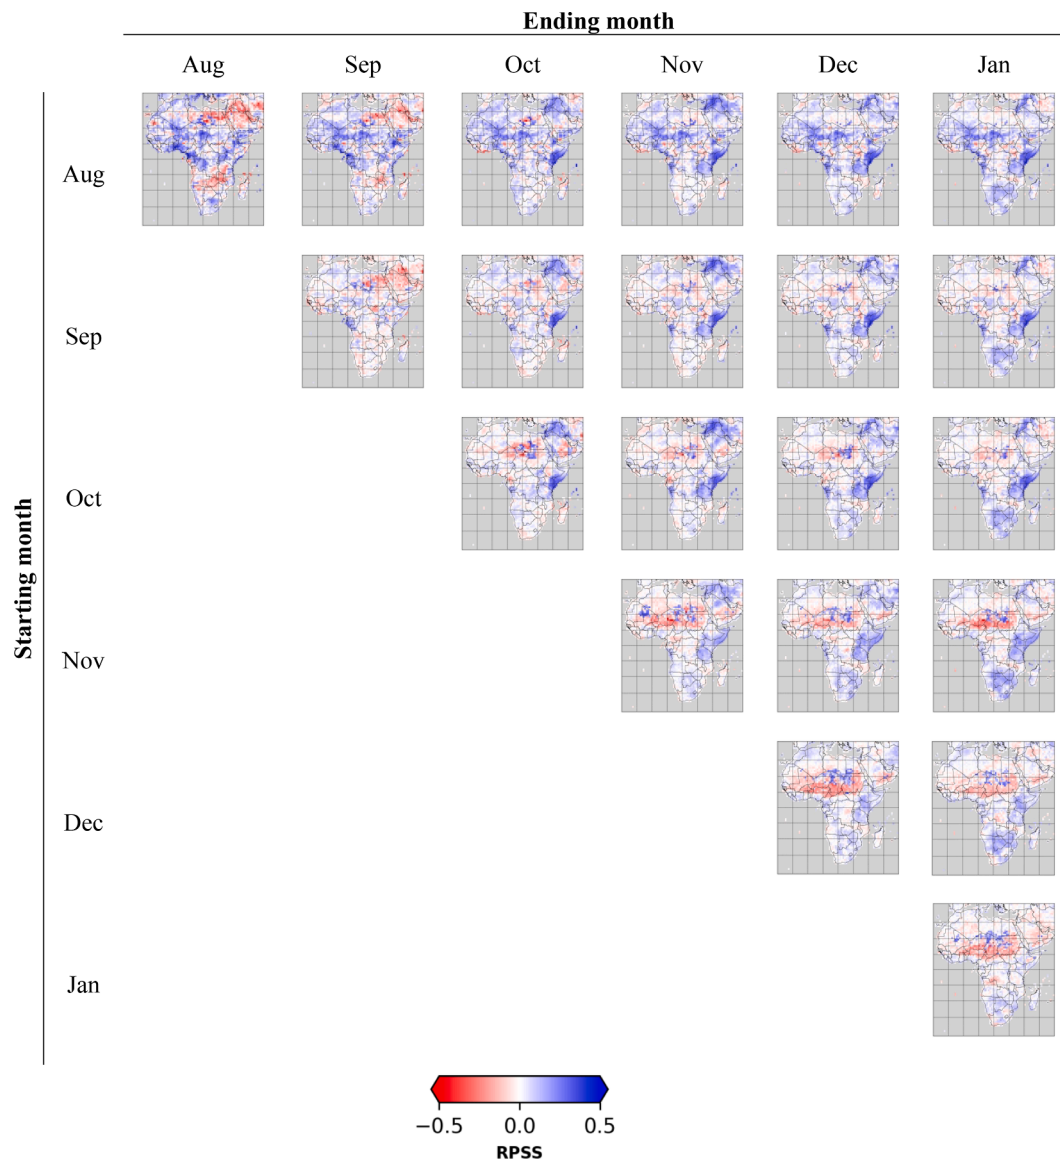 Ending month
Aug Sep Oct Nov Dec Jan
Starting month
Aug
Sep
Oct
Nov
Dec
Jan
−0.5 0.0 0.5
RPSS